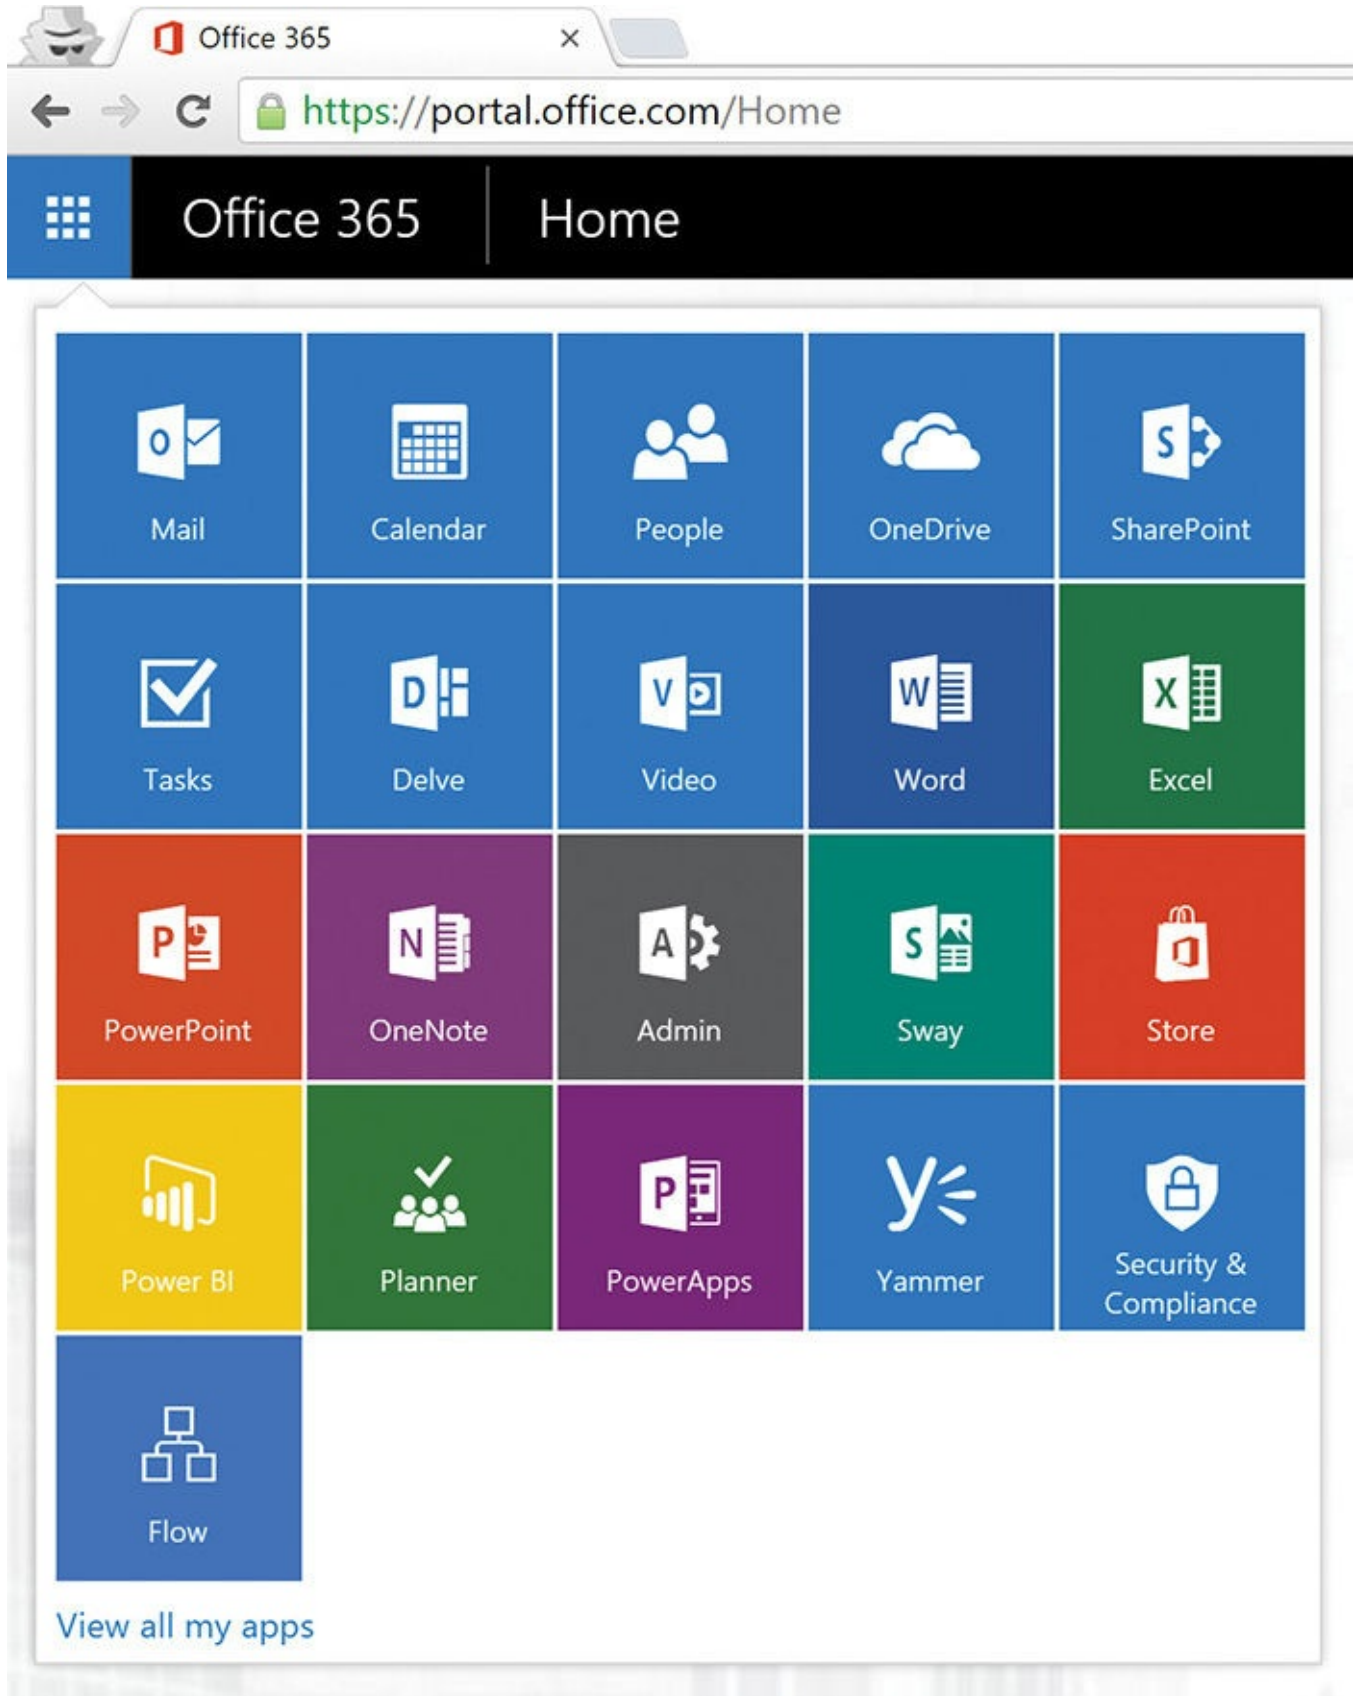 Office 365
https://portal.office.com/Home
Office 365 Home
Mail Calendar People OneDrive SharePoint
Tasks Delve Video Word Excel
PowerPoint OneNote Admin Sway Store
Power BI Planner PowerApps Yammer Security &
Compliance
Flow
View all my apps